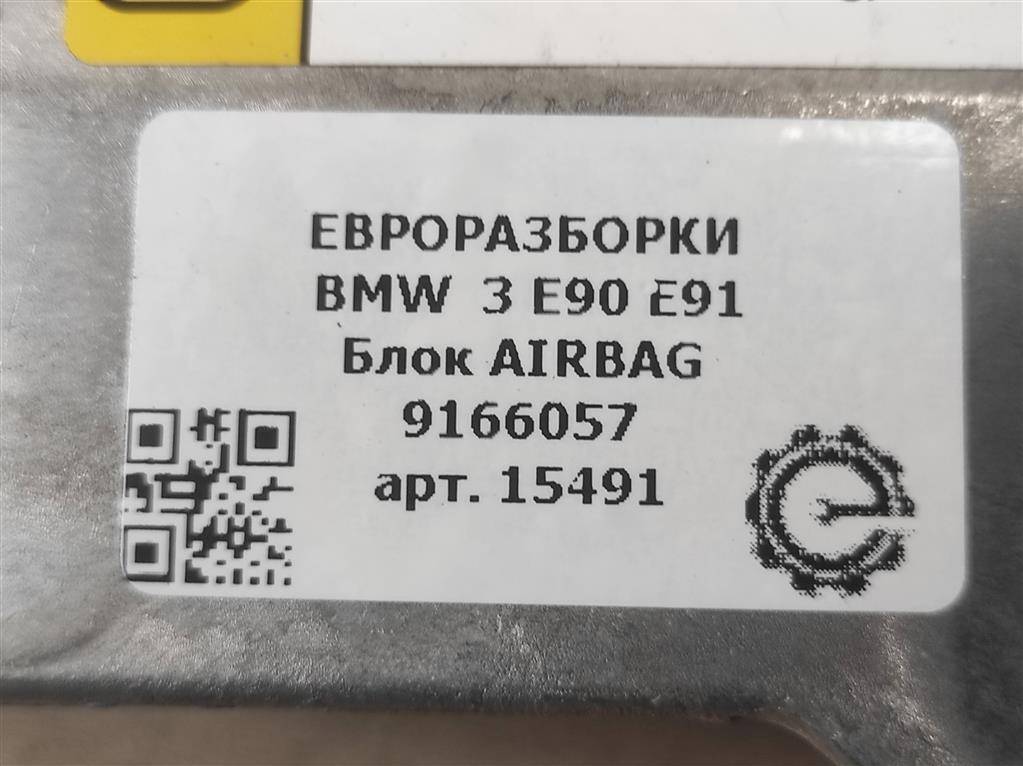 ЕВРОРАЗБОРКИ
BMW 3 E90 E91
Блок AIRBAG
9166057
арт. 15491